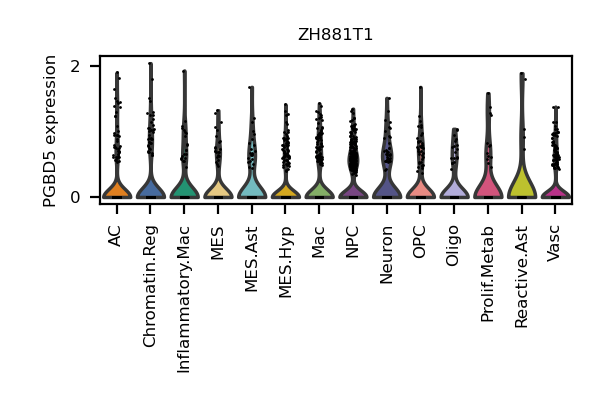 ZH881T1
PGBD5 expression
2
0
AC
Chromatin.Reg
Inflammatory.Mac
MES
MES.Ast
MES.Hyp
Mac
NPC
Neuron
OPC
Oligo
Prolif.Metab
Reactive.Ast
Vasc